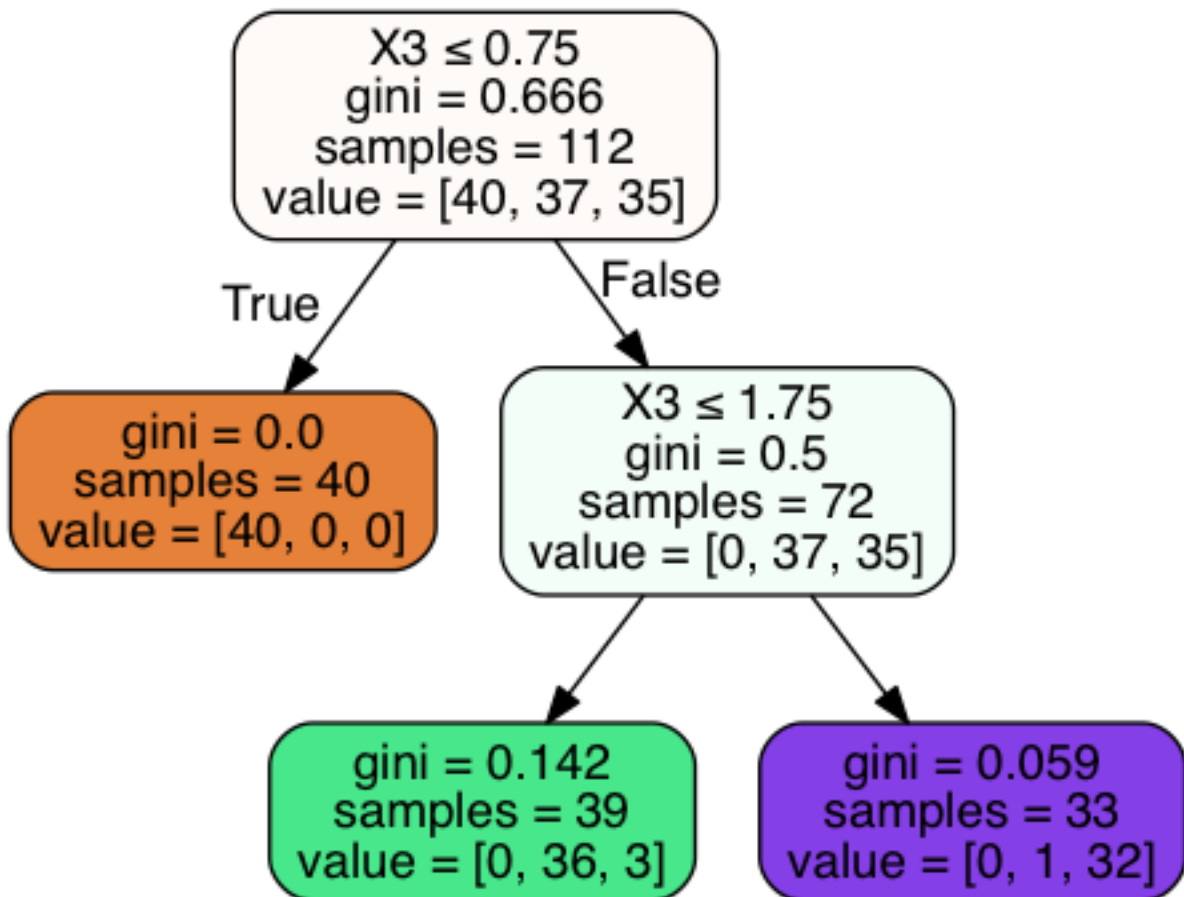 X3 ≤ 0.75
gini = 0.666
samples = 112
value = [40, 37, 35]
True
False
gini = 0.0
samples = 40
value = [40, 0, 0]
X3 ≤ 1.75
gini = 0.5
samples = 72
value = [0, 37, 35]
gini = 0.142
samples = 39
value = [0, 36, 3]
gini = 0.059
samples = 33
value = [0, 1, 32]